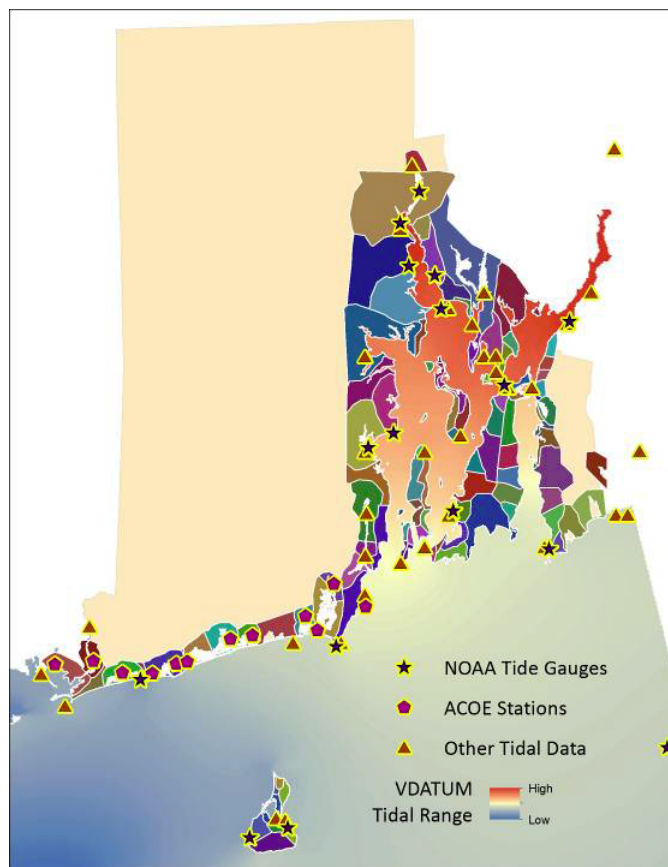 NOAA Tide Gauges
ACOE Stations
Other Tidal Data
VDATUM
Tidal Range
High
Low